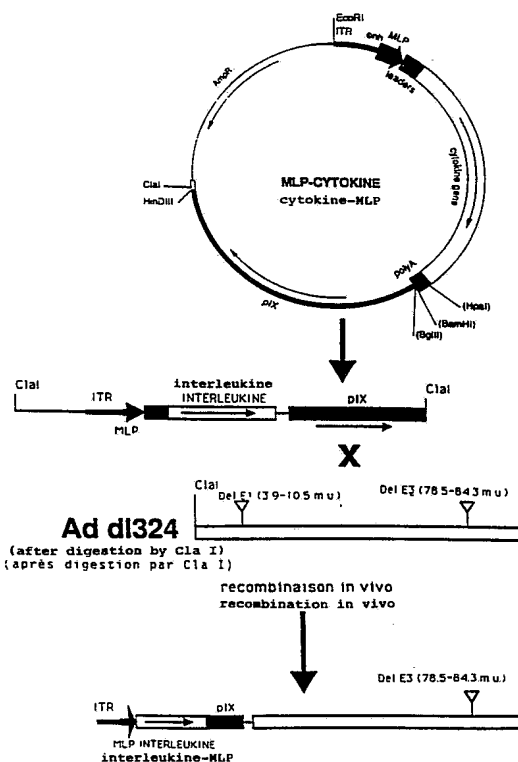 EcoRI
ITR
enh MLP
leaders
AmpR
cytokine gene
ClaI
HinDIII
MLP-CYTOKINE
cytokine-MLP
polyA
(HpaI)
(BamHI)
(BglII)
pIX
ClaI
ITR
interleukine
INTERLEUKINE
pIX
ClaI
MLP
X
ClaI
Del E1 (3.9-10.5 m.u.)
Del E3 (78.5-84.3 m.u.)
Ad dl324
(after digestion by Cla I)
(après digestion par Cla I)
recombinaison in vivo
recombination in vivo
Del E3 (78.5-84.3 m.u.)
ITR
pIX
MLP INTERLEUKINE
interleukine-MLP